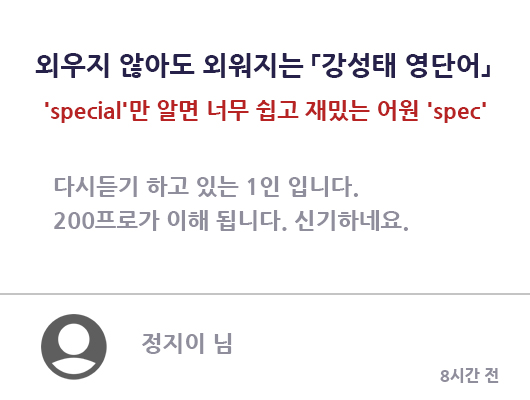 외우지 않아도 외워지는 「강성태 영단어」
'special'만 알면 너무 쉽고 재밌는 어원 'spec'
다시듣기 하고 있는 1인 입니다.
200프로가 이해 됩니다. 신기하네요.
정지이 님
8시간 전